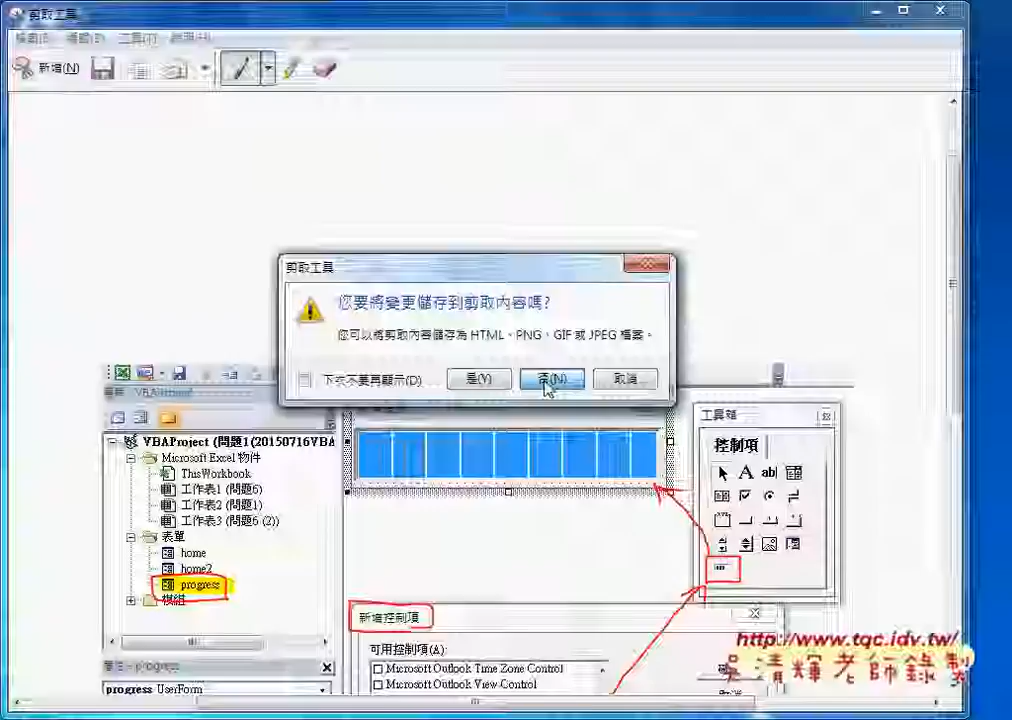 剪取工具
工具(T)
新增(N)
剪取工具
您要將變更儲存到剪取內容嗎?
您可以將剪取內容儲存為 HTML、PNG、GIF 或 JPEG 檔案。
下次不要再顯示(D)
是(Y)
否(N)
取消
工具箱
控制項
VBAProject (問題1(20150716VBA
Microsoft Excel 物件
ThisWorkbook
工作表1 (問題6)
工作表2 (問題1)
工作表3 (問題6 (2))
表單
home
home2
progress
模組
新增控制項
可用控制項(A):
Microsoft Outlook Time Zone Control
Microsoft Outlook View Control
屬性 - progress
progress UserForm
http://www.tqc.idv.tw/
吳清輝老師錄製